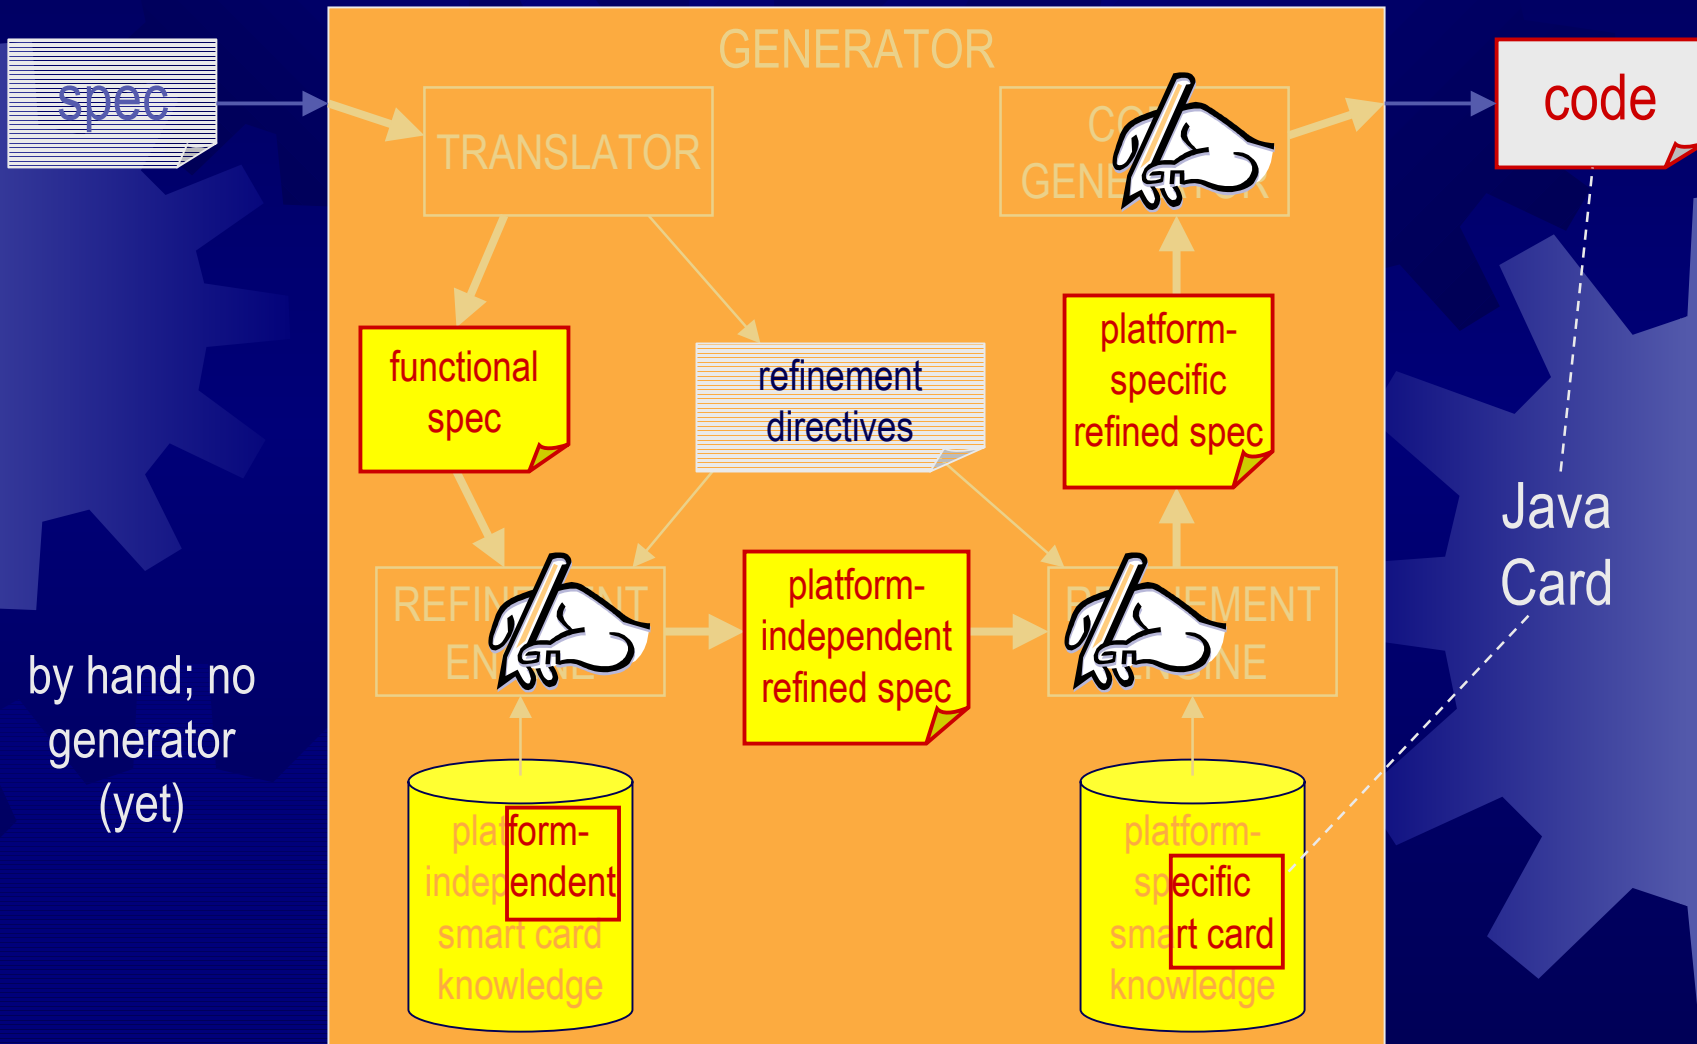 GENERATOR
spec
TRANSLATOR
code
functional
spec
refinement
directives
platform-
specific
refined spec
platform-
independent
refined spec
Java
Card
by hand; no
generator
(yet)
platform-
independent
smart card
knowledge
platform-
specific
smart card
knowledge